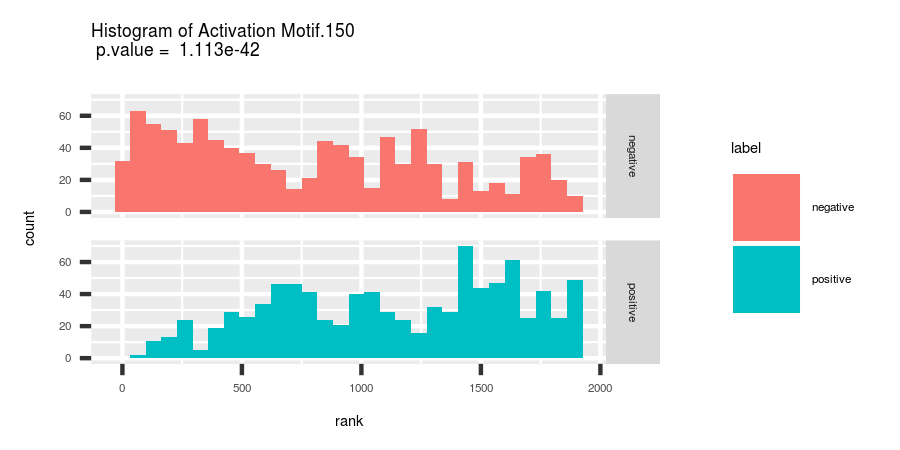 Histogram of Activation Motif.150
p.value = 1.113e-42
60
40
20
0
negative
60
40
20
0
positive
0 500 1000 1500 2000
rank
count
label
negative
positive